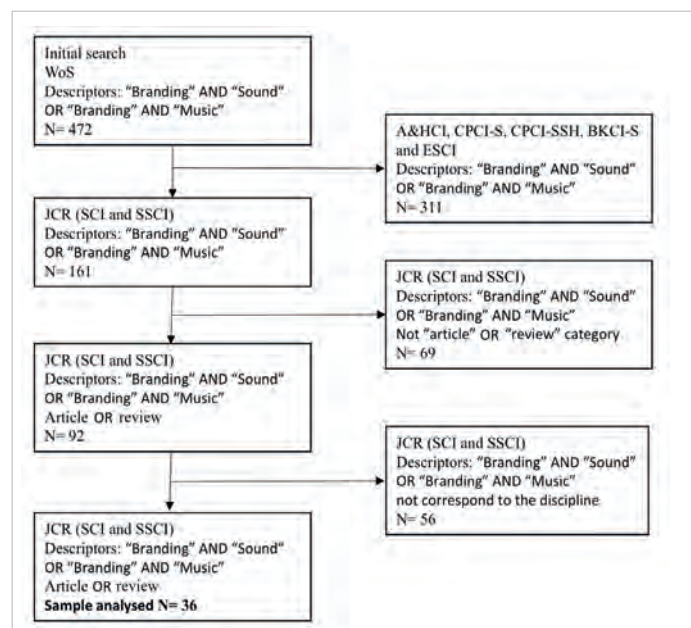 Initial search
WoS
Descriptors: “Branding” AND “Sound”
OR “Branding” AND “Music”
N= 472
A&HCI, CPCI-S, CPCI-SSH, BKCI-S
and ESCI
Descriptors: “Branding” AND “Sound”
OR “Branding” AND “Music”
N= 311
JCR (SCI and SSCI)
Descriptors: “Branding” AND “Sound”
OR “Branding” AND “Music”
N= 161
JCR (SCI and SSCI)
Descriptors: “Branding” AND “Sound”
OR “Branding” AND “Music”
Not “article” OR “review” category
N= 69
JCR (SCI and SSCI)
Descriptors: “Branding” AND “Sound”
OR “Branding” AND “Music”
Article OR review
N= 92
JCR (SCI and SSCI)
Descriptors: “Branding” AND “Sound”
OR “Branding” AND “Music”
not correspond to the discipline
N= 56
JCR (SCI and SSCI)
Descriptors: “Branding” AND “Sound”
OR “Branding” AND “Music”
Article OR review
Sample analysed N= 36